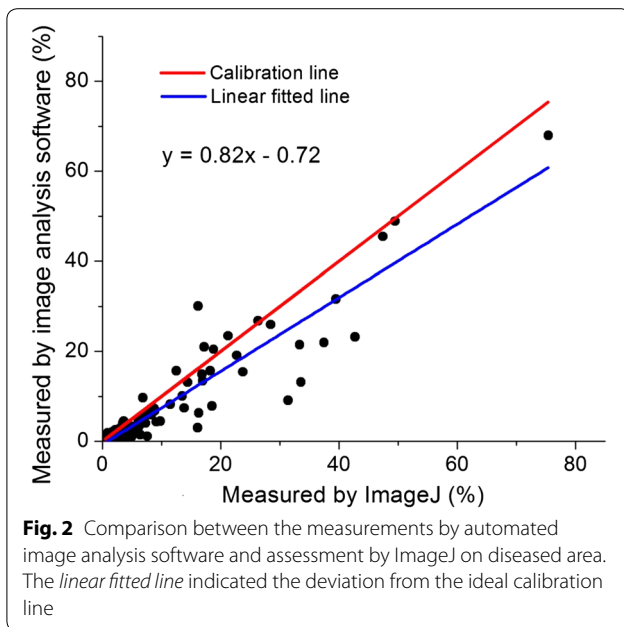 Measured by image analysis software (%)
80
60
40
20
0
Calibration line
Linear fitted line
y = 0.82x - 0.72
0 20 40 60 80
Measured by ImageJ (%)
Fig. 2 Comparison between the measurements by automated
image analysis software and assessment by ImageJ on diseased area.
The linear fitted line indicated the deviation from the ideal calibration
line